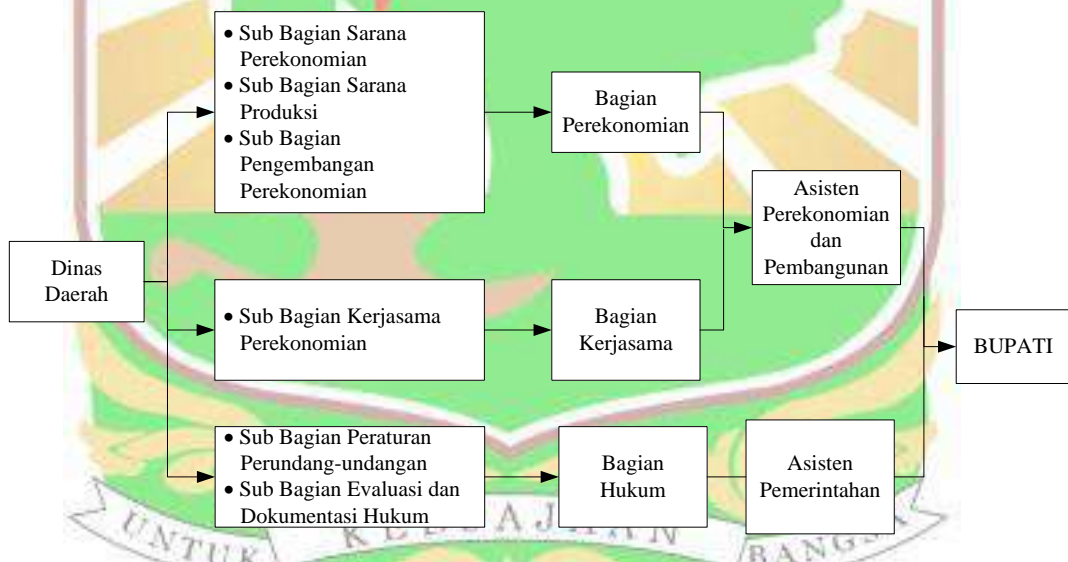 • Sub Bagian Sarana
Perekonomian
• Sub Bagian Sarana
Produksi
• Sub Bagian
Pengembangan
Perekonomian
Bagian
Perekonomian
Asisten
Perekonomian
dan
Pembangunan
Dinas
Daerah
• Sub Bagian Kerjasama
Perekonomian
Bagian
Kerjasama
BUPATI
• Sub Bagian Peraturan
Perundang-undangan
• Sub Bagian Evaluasi dan
Dokumentasi Hukum
Bagian
Hukum
Asisten
Pemerintahan
UNTUK